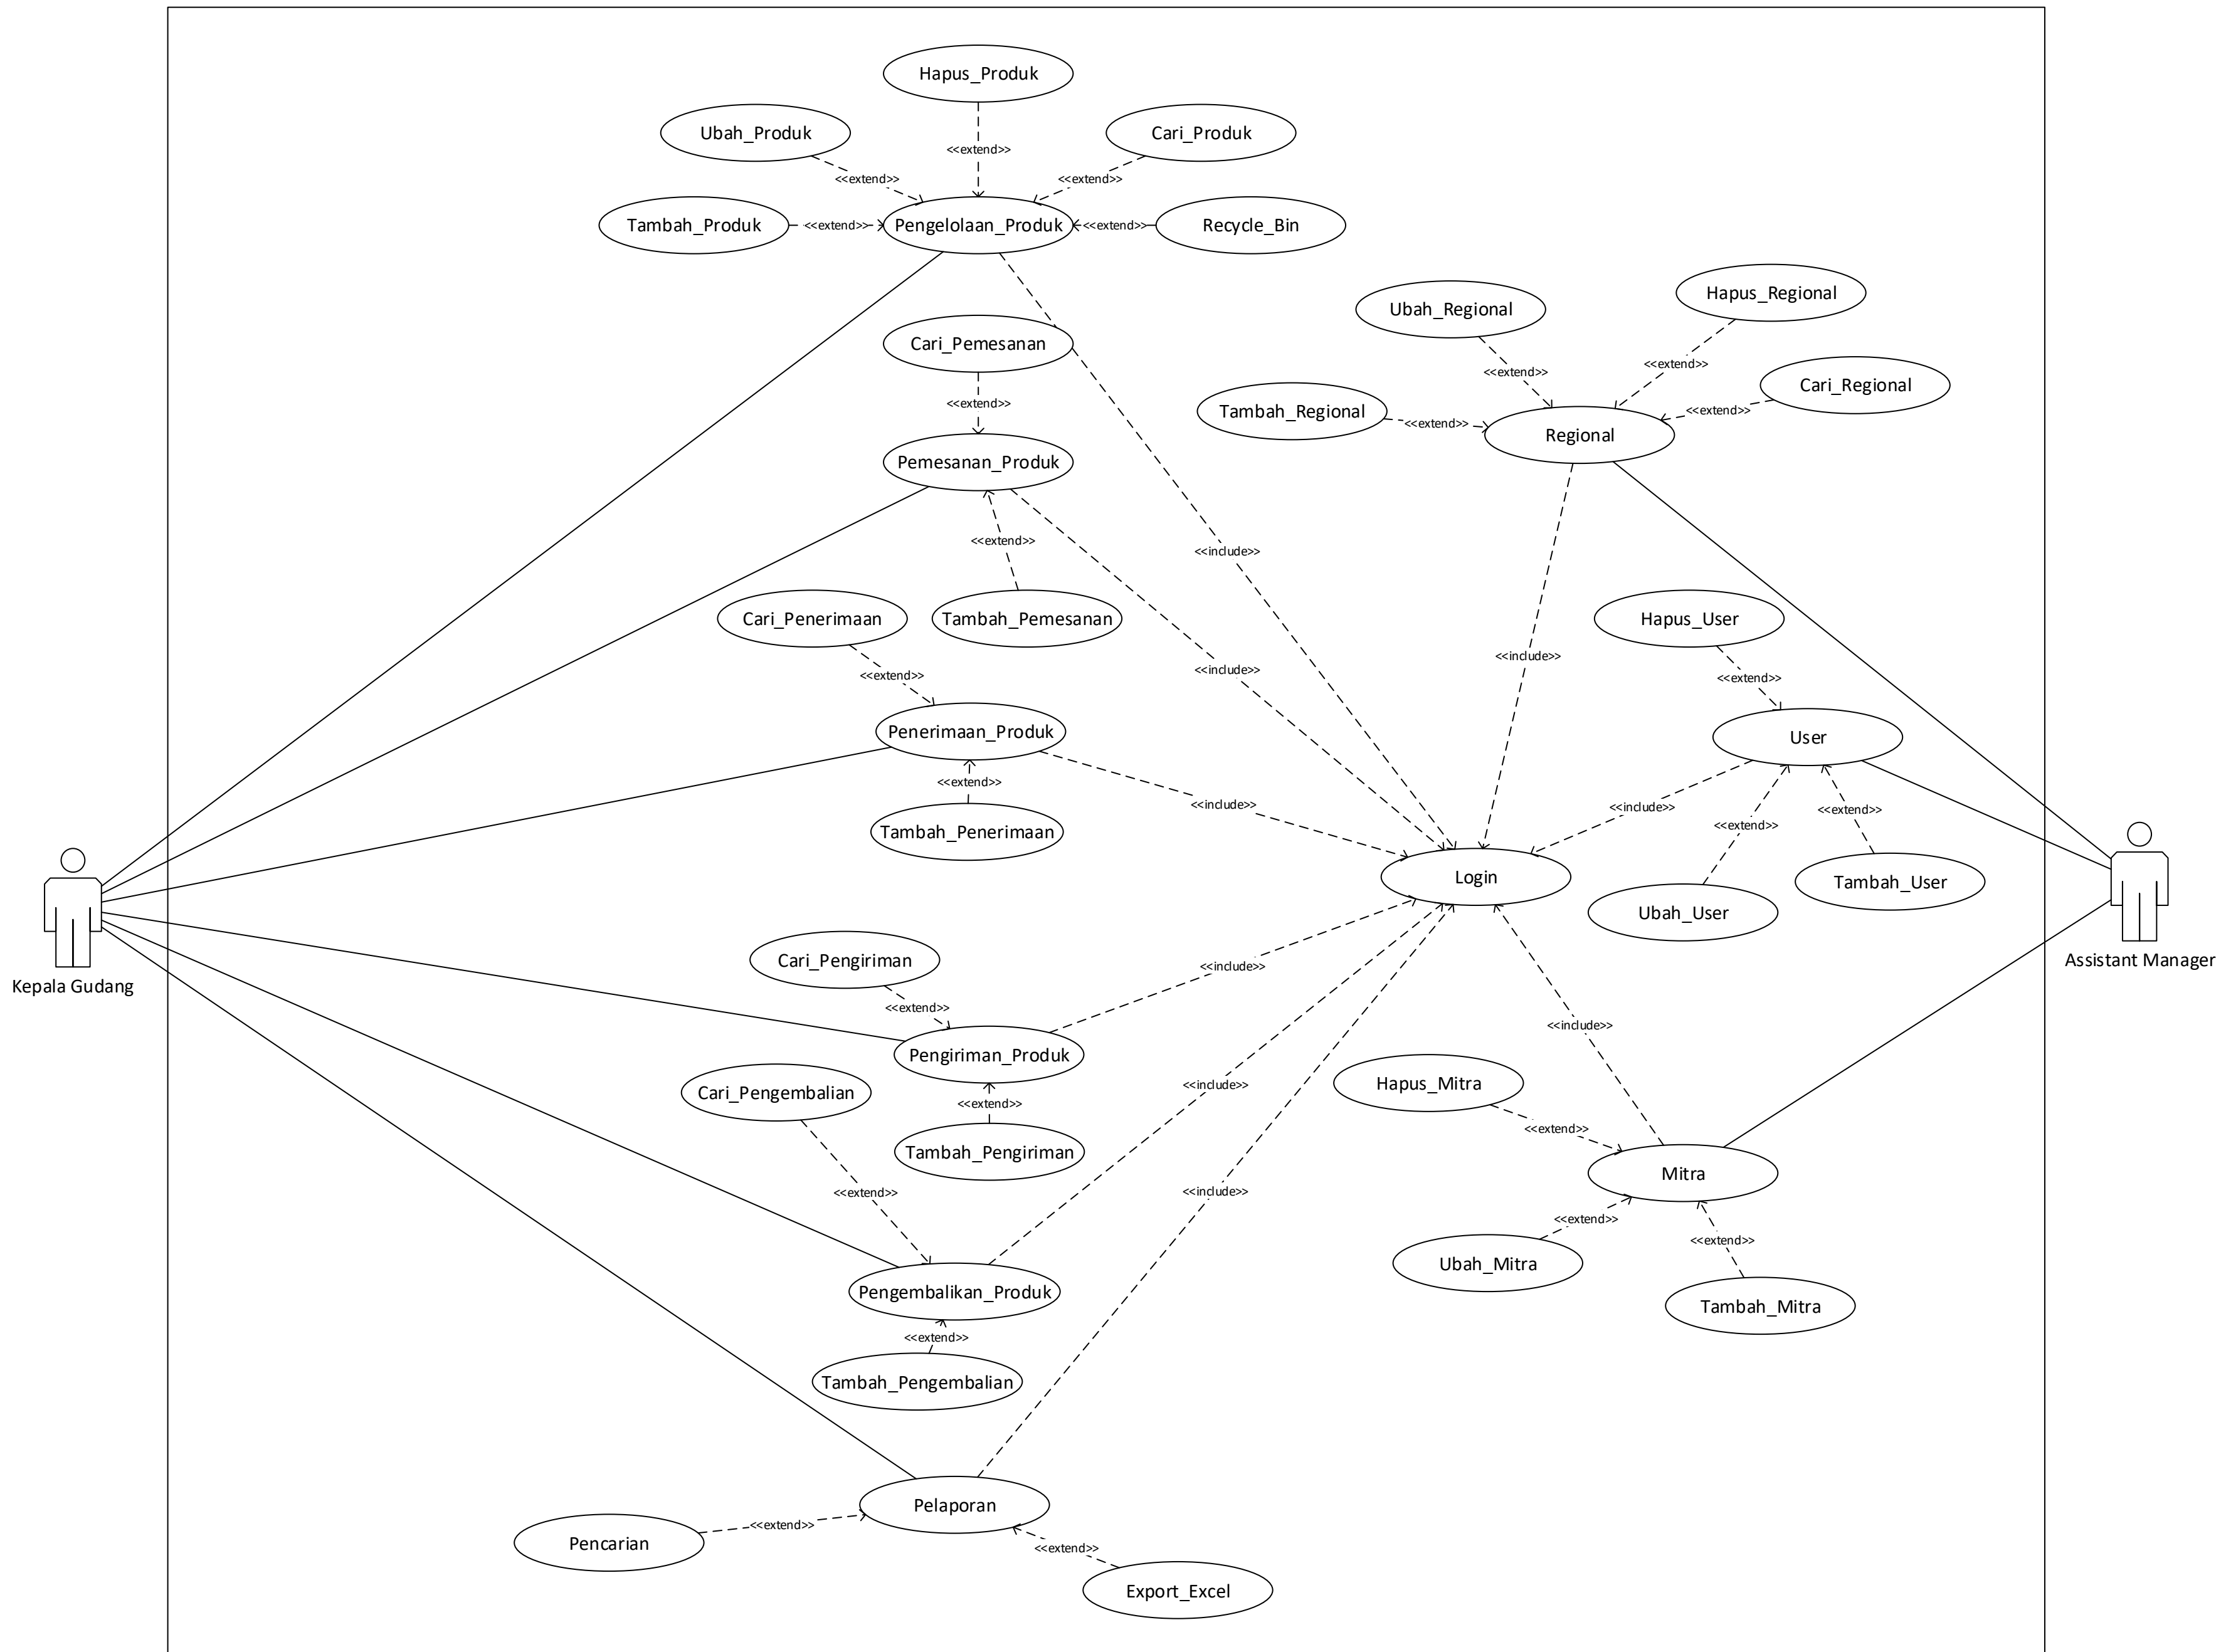 Hapus_Produk
Ubah_Produk
Cari_Produk
<<extend>>
<<extend>>
<<extend>>
Tambah_Produk
<<extend>>
Pengelolaan_Produk
<<extend>>
Recycle_Bin
Hapus_Regional
Ubah_Regional
Cari_Pemesanan
<<extend>>
<<extend>>
Cari_Regional
<<extend>>
Tambah_Regional
<<extend>>
<<extend>>
Regional
Pemesanan_Produk
<<extend>>
<<include>>
Cari_Penerimaan
Tambah_Pemesanan
Hapus_User
<<include>>
<<include>>
<<extend>>
<<extend>>
Penerimaan_Produk
User
<<extend>>
<<include>>
<<include>>
<<extend>>
<<extend>>
Tambah_Penerimaan
Login
Tambah_User
Ubah_User
Cari_Pengiriman
Assistant Manager
<<include>>
Kepala Gudang
<<extend>>
<<include>>
Pengiriman_Produk
Hapus_Mitra
<<include>>
Cari_Pengembalian
<<extend>>
<<extend>>
Tambah_Pengiriman
Mitra
<<extend>>
<<include>>
<<extend>>
<<extend>>
Ubah_Mitra
Pengembalikan_Produk
Tambah_Mitra
<<extend>>
Tambah_Pengembalian
Pelaporan
<<extend>>
Pencarian
<<extend>>
Export_Excel